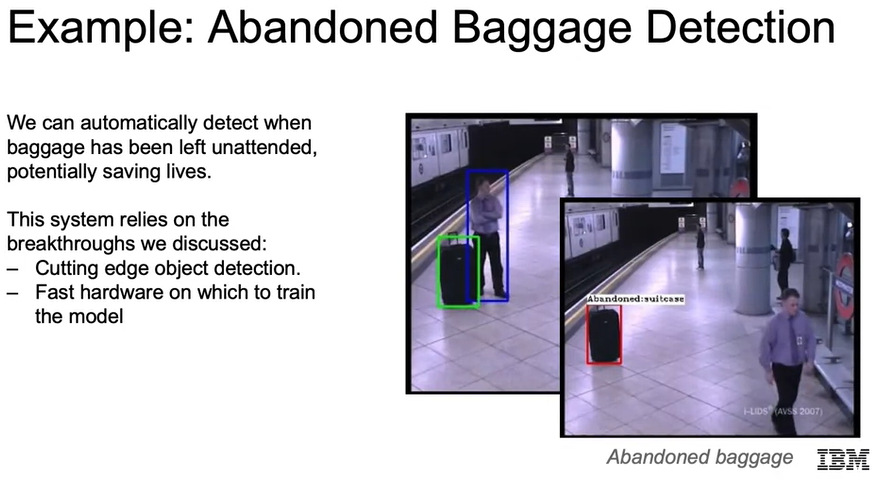 Example: Abandoned Baggage Detection
We can automatically detect when
baggage has been left unattended,
potentially saving lives.
This system relies on the
breakthroughs we discussed:
– Cutting edge object detection.
– Fast hardware on which to train
the model
Abandoned:suitcase
i-LIDS® (AVSS 2007)
Abandoned baggage
IBM